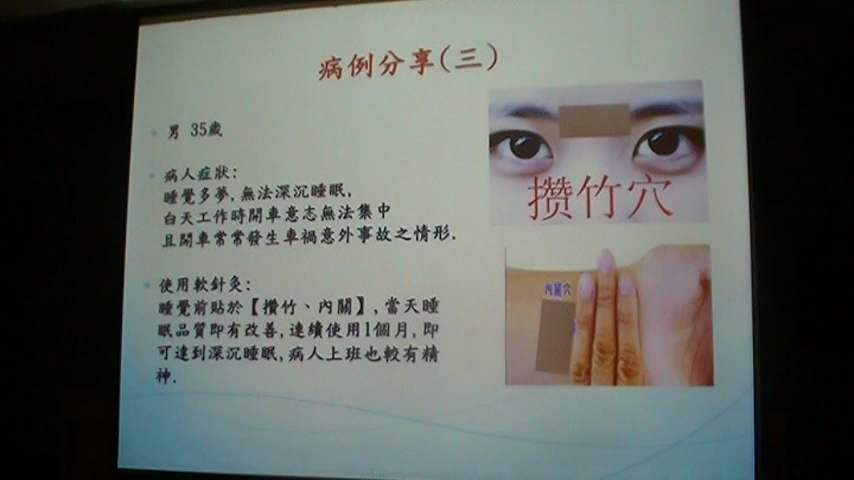 病例分享(三)
男 35歲
病人症狀:
睡覺多夢,無法深沉睡眠,
白天工作時開車意志無法集中
且開車常常發生車禍意外事故之情形.
使用軟針灸:
睡覺前貼於【攢竹、內關】,當天睡
眠品質即有改善,連續使用1個月,即
可達到深沉睡眠,病人上班也較有精
神.
攢竹穴
內關穴